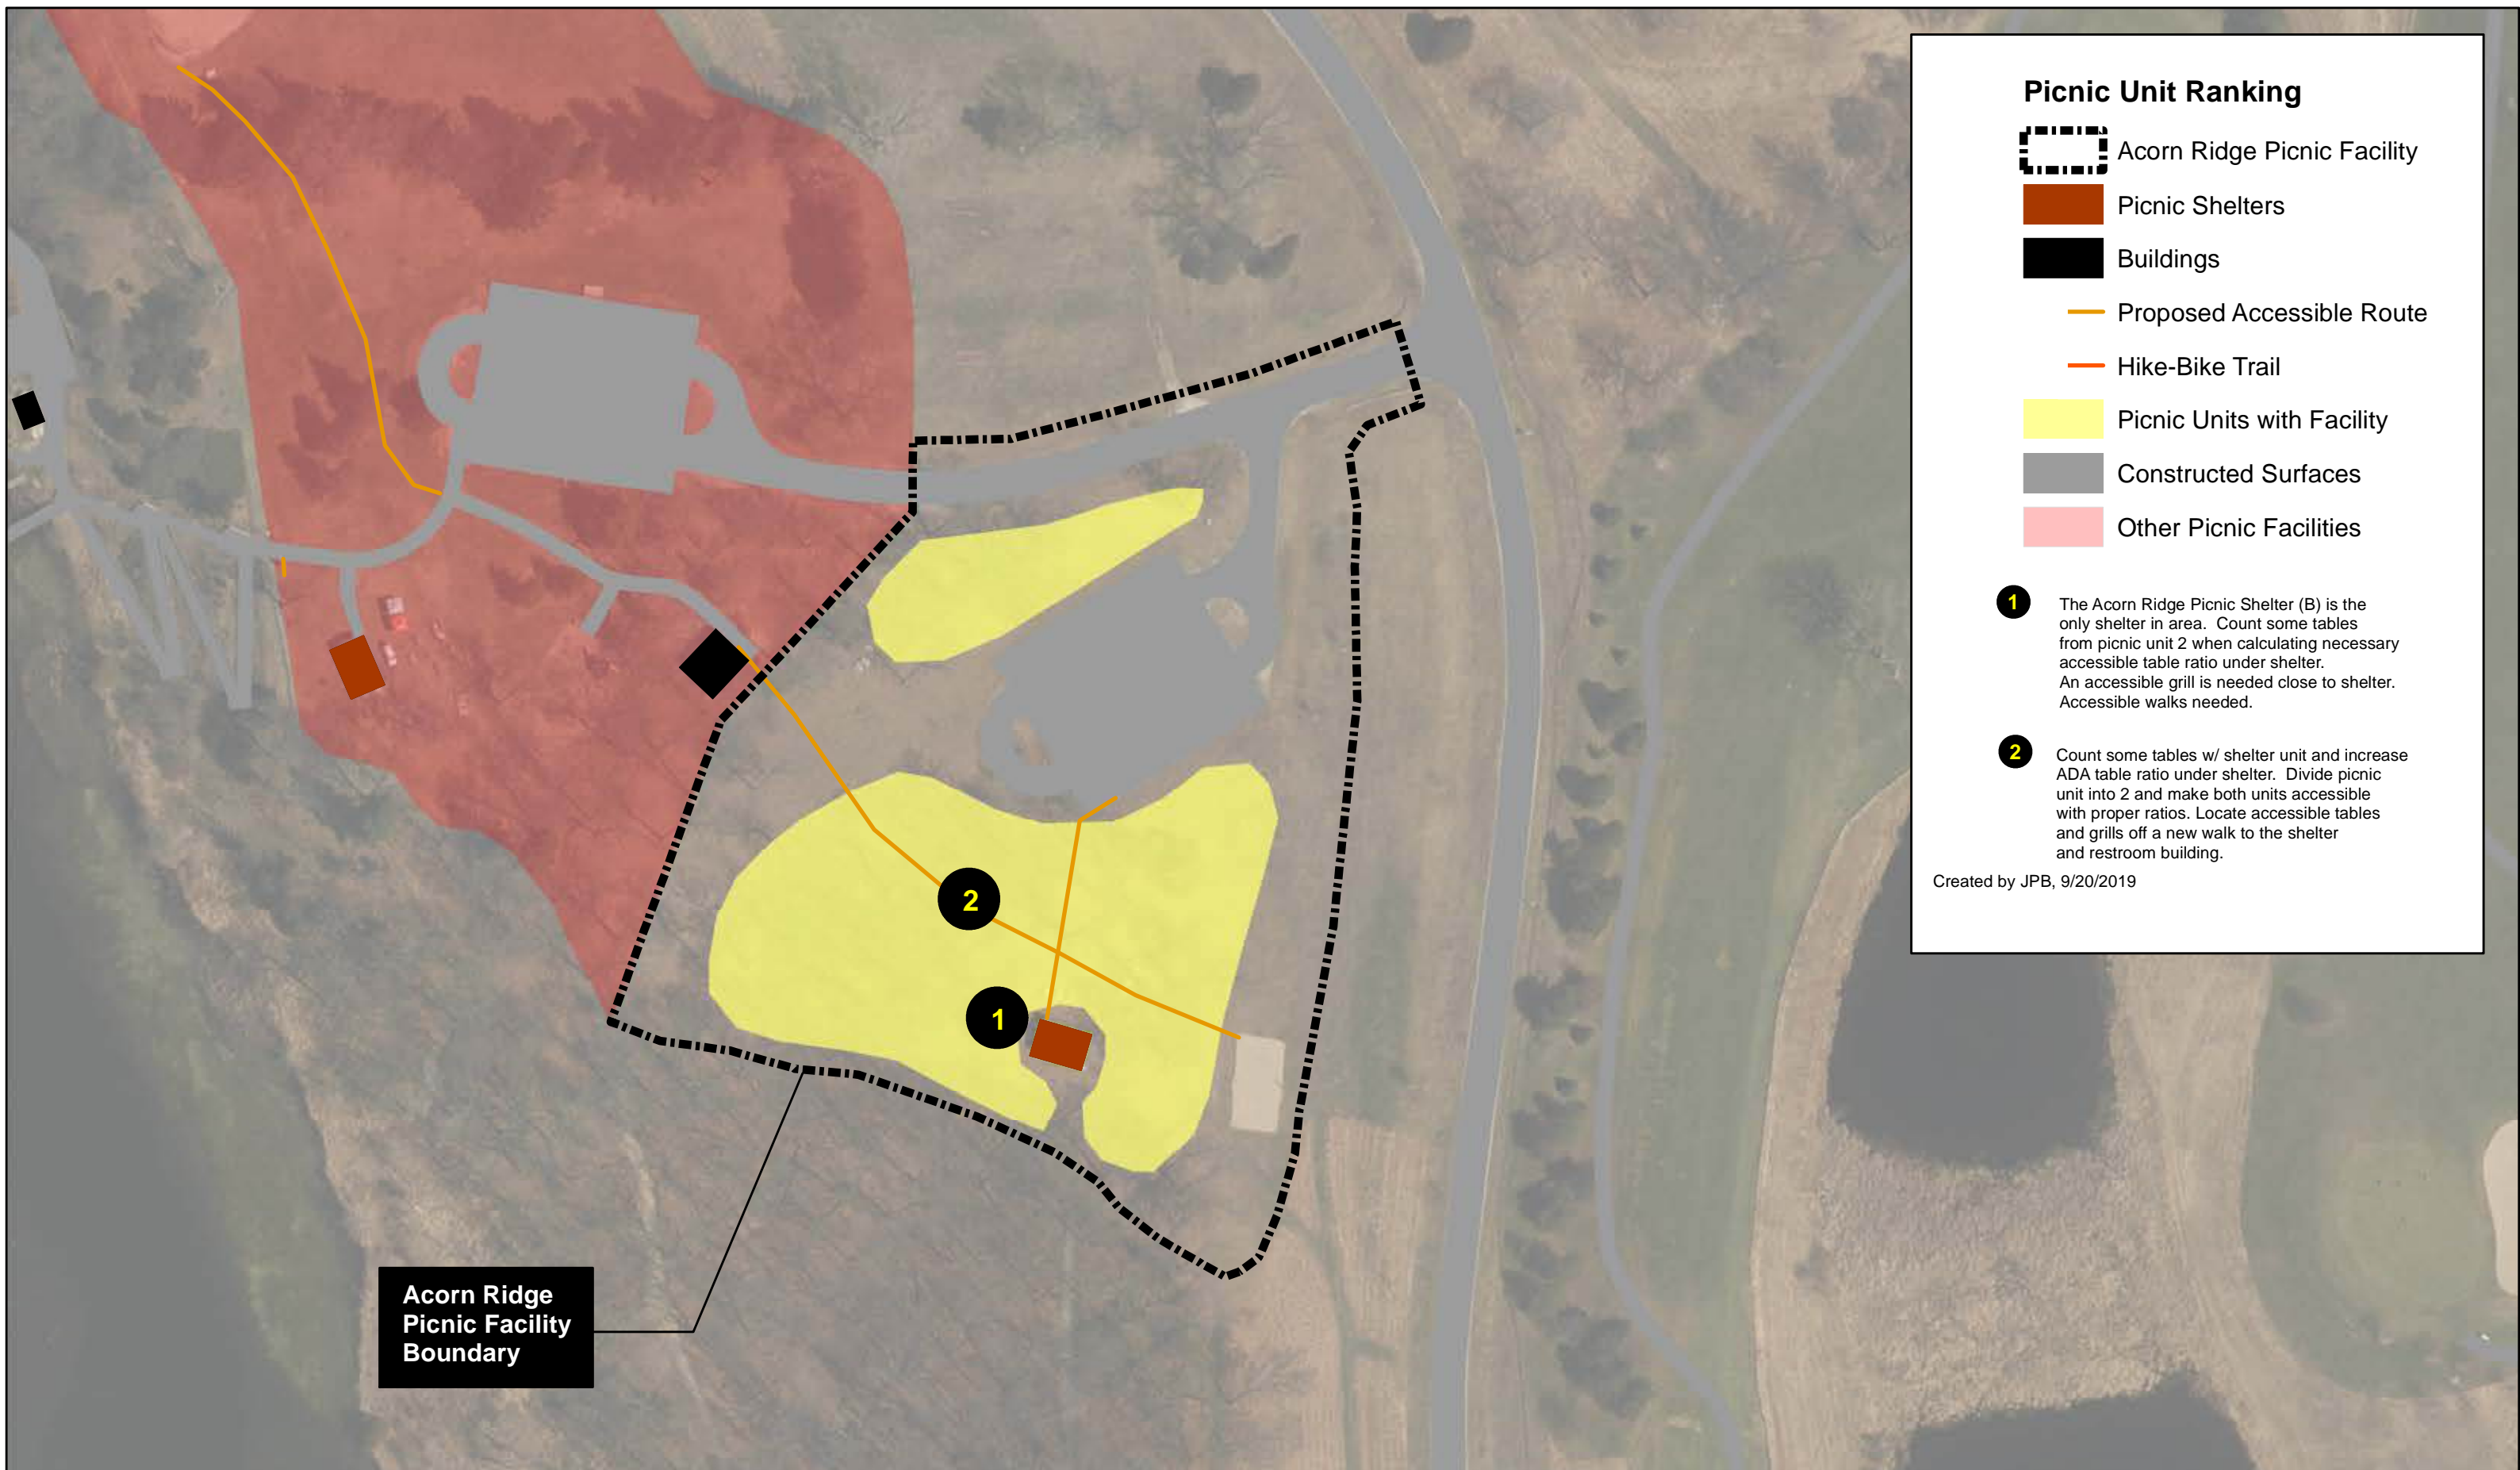 Picnic Unit Ranking
Acorn Ridge Picnic Facility
Picnic Shelters
Buildings
Proposed Accessible Route
Hike-Bike Trail
Picnic Units with Facility
Constructed Surfaces
Other Picnic Facilities
1
The Acorn Ridge Picnic Shelter (B) is the
only shelter in area. Count some tables
from picnic unit 2 when calculating necessary
accessible table ratio under shelter.
An accessible grill is needed close to shelter.
Accessible walks needed.
2
Count some tables w/ shelter unit and increase
ADA table ratio under shelter. Divide picnic
unit into 2 and make both units accessible
with proper ratios. Locate accessible tables
and grills off a new walk to the shelter
and restroom building.
Created by JPB, 9/20/2019
2
1
Acorn Ridge
Picnic Facility
Boundary